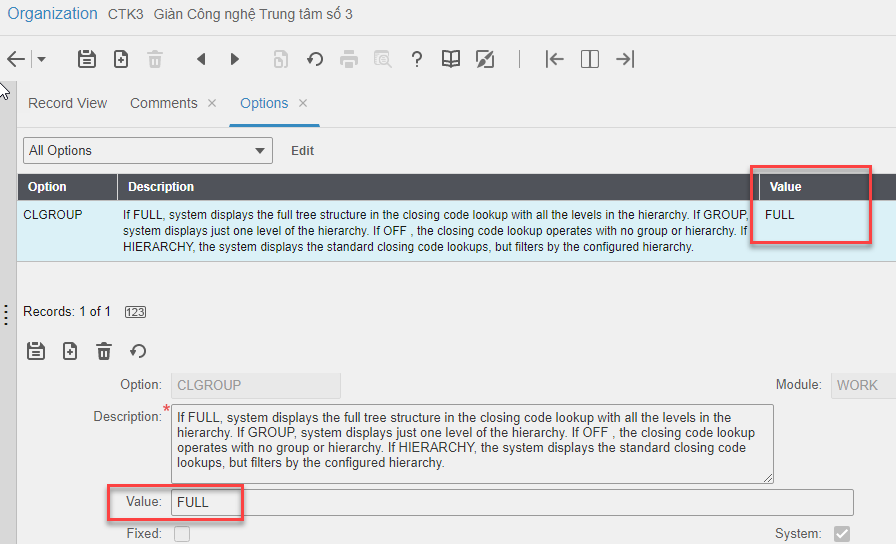 Organization CTK3 Giàn Công nghệ Trung tâm số 3
Record View Comments × Options ×
All Options Edit
Option Description Value
CLGROUP If FULL, system displays the full tree structure in the closing code lookup with all the levels in the hierarchy. If GROUP, FULL
system displays just one level of the hierarchy. If OFF , the closing code lookup operates with no group or hierarchy. If
HIERARCHY, the system displays the standard closing code lookups, but filters by the configured hierarchy.
Records: 1 of 1 123
Option: CLGROUP Module: WORK
Description: * If FULL, system displays the full tree structure in the closing code lookup with all the levels in the
hierarchy. If GROUP, system displays just one level of the hierarchy. If OFF , the closing code lookup
operates with no group or hierarchy. If HIERARCHY, the system displays the standard closing code
lookups, but filters by the configured hierarchy.
Value: FULL
Fixed: System: